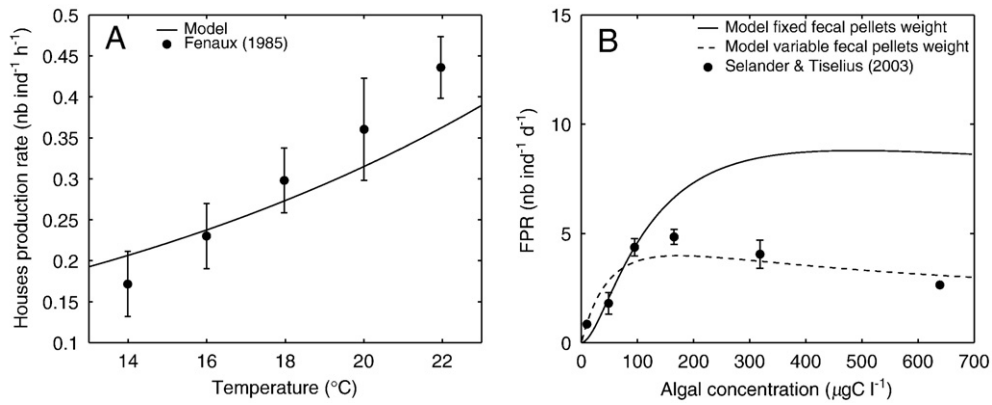 A
Model
Fenaux (1985)
Houses production rate (nb ind⁻¹ h⁻¹)
0.5
0.45
0.4
0.35
0.3
0.25
0.2
0.15
0.1
14 16 18 20 22
Temperature (°C)
B
Model fixed fecal pellets weight
Model variable fecal pellets weight
Selander & Tiselius (2003)
FPR (nb ind⁻¹ d⁻¹)
15
10
5
0
0 100 200 300 400 500 600 700
Algal concentration (µgC l⁻¹)